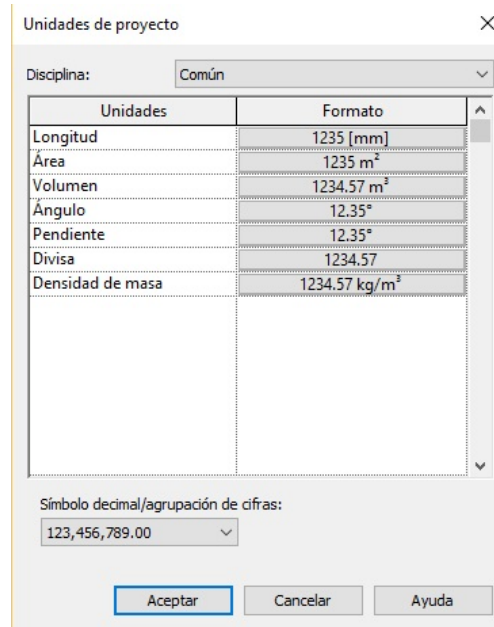 Unidades de proyecto
Disciplina: Común
Unidades Formato
Longitud 1235 [mm]
Área 1235 m²
Volumen 1234.57 m³
Ángulo 12.35°
Pendiente 12.35°
Divisa 1234.57
Densidad de masa 1234.57 kg/m³
Símbolo decimal/agrupación de cifras:
123,456,789.00
Aceptar Cancelar Ayuda